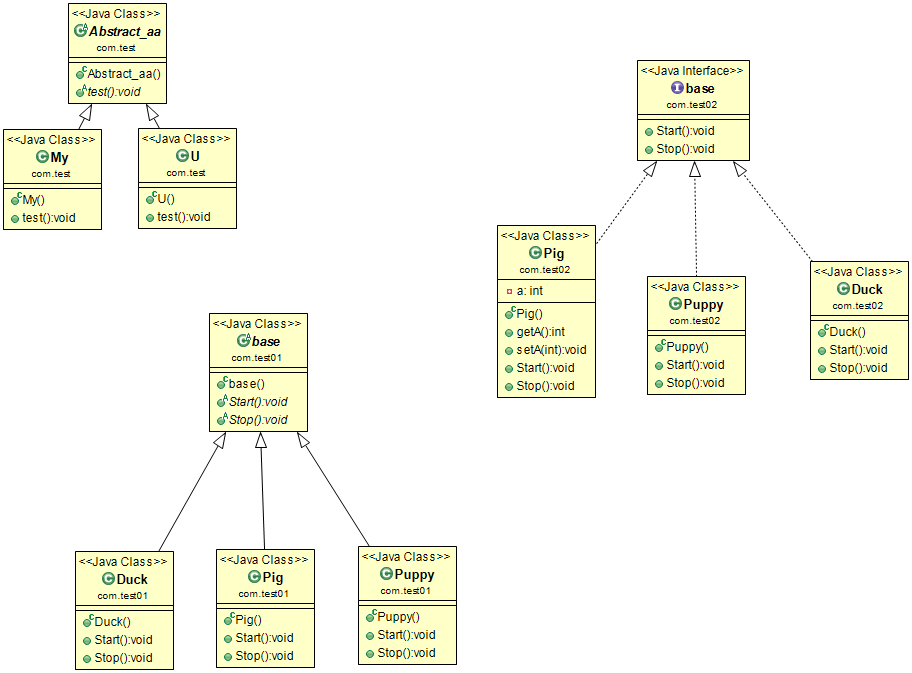 <<Java Class>>
Abstract_aa
com.test
Abstract_aa()
test():void
<<Java Class>>
My
com.test
My()
test():void
<<Java Class>>
U
com.test
U()
test():void
<<Java Interface>>
base
com.test02
Start():void
Stop():void
<<Java Class>>
Pig
com.test02
a: int
Pig()
getA():int
setA(int):void
Start():void
Stop():void
<<Java Class>>
Puppy
com.test02
Puppy()
Start():void
Stop():void
<<Java Class>>
Duck
com.test02
Duck()
Start():void
Stop():void
<<Java Class>>
base
com.test01
base()
Start():void
Stop():void
<<Java Class>>
Duck
com.test01
Duck()
Start():void
Stop():void
<<Java Class>>
Pig
com.test01
Pig()
Start():void
Stop():void
<<Java Class>>
Puppy
com.test01
Puppy()
Start():void
Stop():void